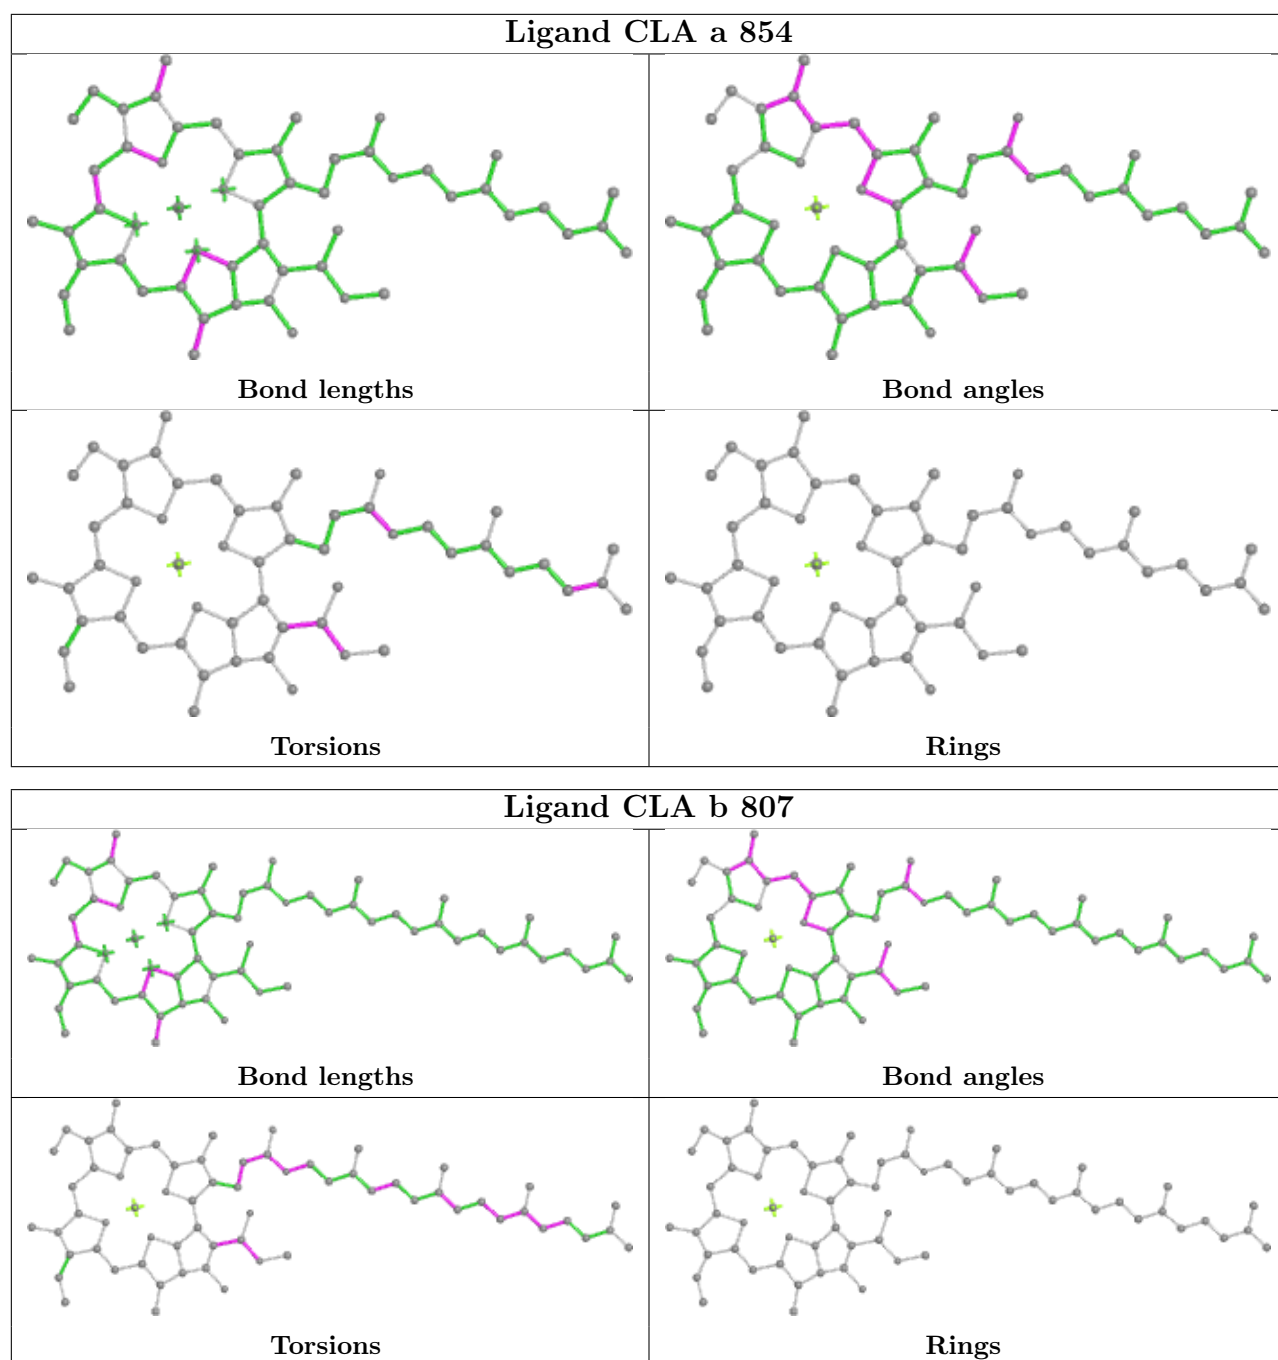 Ligand CLA a 854
Bond lengths
Bond angles
Torsions
Rings
Ligand CLA b 807
Bond lengths
Bond angles
Torsions
Rings